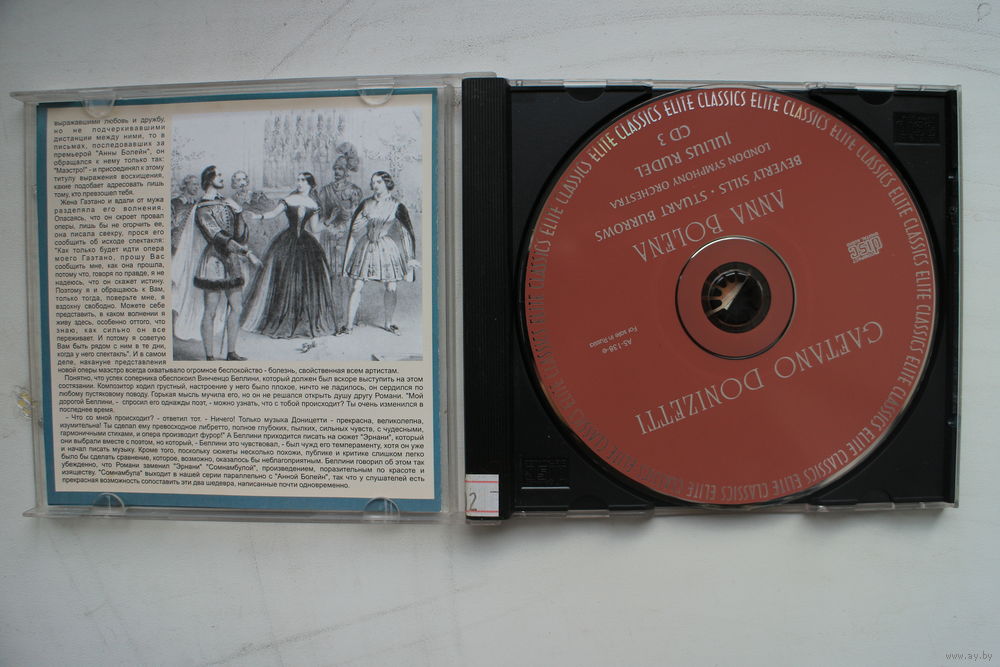 выражавшими любовь и дружбу,
но не подчеркивавшими
дистанции между ними, то в
письмах, последовавших за
премьерой "Анны Болейн", он
обращался к нему только так:
"Маэстро!" - и присоединял к этому
титулу выражения восхищения,
какие подобает адресовать лишь
тому, кто превзошел тебя.
Жена Гаэтано и вдали от мужа
разделяла его волнения.
Опасаясь, что он скроет провал
оперы, лишь бы не огорчить ее,
она писала свекру, прося его
сообщить об исходе спектакля:
"Как только будет идти опера
моего Гаэтано, прошу Вас
сообщить мне, как она прошла,
потому что, говоря по правде, я не
надеюсь, что он скажет истину.
Поэтому я и обращаюсь к Вам,
только тогда, поверьте мне, я
вздохну свободно. Можете себе
представить, в каком волнении я
живу здесь, особенно оттого, что
знаю, как сильно он все
переживает. И потому я советую
Вам быть рядом с ним в те дни,
когда у него спектакль". И в самом
деле, накануне представления
новой оперы маэстро всегда охватывало огромное беспокойство - болезнь, свойственная всем артистам.
Понятно, что успех соперника обеспокоил Винченцо Беллини, который должен был вскоре выступить на этом
состязании. Композитор ходил грустный, настроение у него было плохое, ничто не ладилось, он сердился по
любому пустяковому поводу. Горькая мысль мучила его, но он не решался открыть душу другу Романи. "Мой
дорогой Беллини, - спросил его однажды поэт, - можно узнать, что с тобой происходит? Ты очень изменился в
последнее время.
- Что со мной происходит? - ответил тот. - Ничего! Только музыка Доницетти - прекрасна, великолепна,
изумительна! Ты сделал ему превосходное либретто, полное глубоких, пылких, сильных чувств, с чудесными,
гармоничными стихами, и опера производит фурор!" А Беллини приходится писать на сюжет "Эрнани", который
они выбрали вместе с поэтом, но который, - Беллини это чувствовал, - был чужд его темпераменту, хотя он уже
и начал писать музыку. Кроме того, поскольку сюжеты несколько похожи, публике и критике слишком легко
было бы сделать сравнение, которое, возможно, оказалось бы неблагоприятным. Беллини говорил об этом так
убежденно, что Романи заменил "Эрнани" "Сомнамбулой", произведением, поразительным по красоте и
изяществу. "Сомнамбула" выходит в нашей серии параллельно с "Анной Болейн", так что у слушателей есть
прекрасная возможность сопоставить эти два шедевра, написанные почти одновременно.
2
ELITE CLASSICS ELITE CLASSICS ELITE CLASSICS ELITE CLASSICS ELITE CLASSICS ELITE CLASSICS
GAETANO DONIZETTI
ANNA BOLENA
BEVERLY SILLS · STUART BURROWS
LONDON SYMPHONY ORCHESTRA
JULIUS RUDEL
CD 3
COMPACT
disc
DIGITAL AUDIO
For sale in Russia
www.ay.by